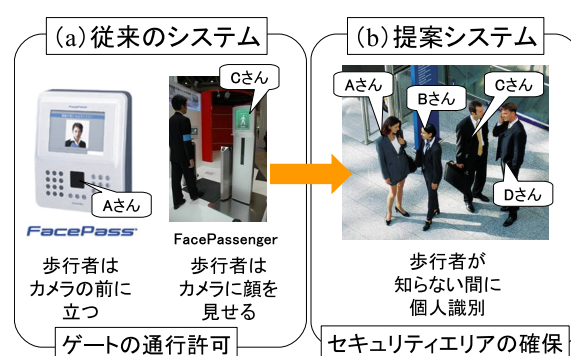 (a)従来のシステム
(b)提案システム
Cさん
Aさん
Bさん
Cさん
Aさん
Dさん
FacePass
FacePassenger
歩行者は
カメラの前に
立つ
歩行者は
カメラに顔を
見せる
歩行者が
知らない間に
個人識別
ゲートの通行許可
セキュリティエリアの確保